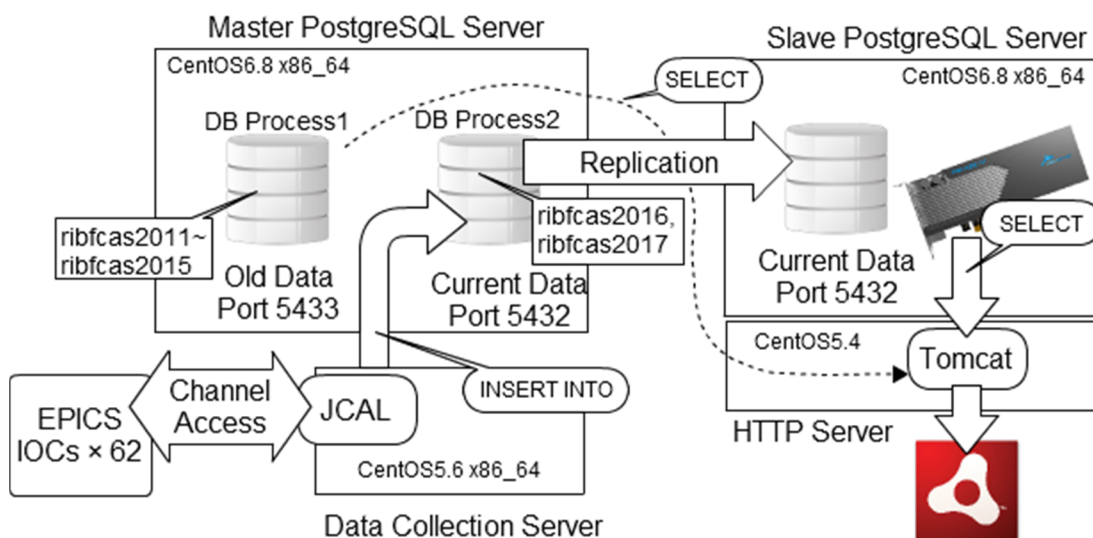 Master PostgreSQL Server
Slave PostgreSQL Server
CentOS6.8 x86_64
SELECT
CentOS6.8 x86_64
DB Process1
DB Process2
Replication
ribfcas2011~
ribfcas2015
ribfcas2016,
ribfcas2017
SELECT
Old Data
Port 5433
Current Data
Port 5432
Current Data
Port 5432
CentOS5.4
Tomcat
EPICS
IOCs × 62
Channel
Access
JCAL
INSERT INTO
HTTP Server
CentOS5.6 x86_64
Data Collection Server